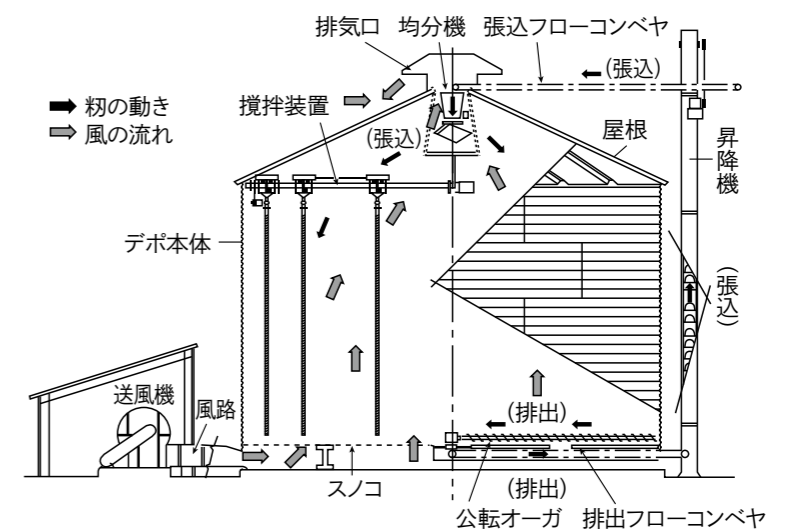 排気口 均分機 張込フローコンベヤ
(張込)
籾の動き
風の流れ
撹拌装置
(張込)
屋根
昇降機
デポ本体
(張込)
送風機
風路
(排出)
スノコ
(排出)
公転オーガ 排出フローコンベヤ